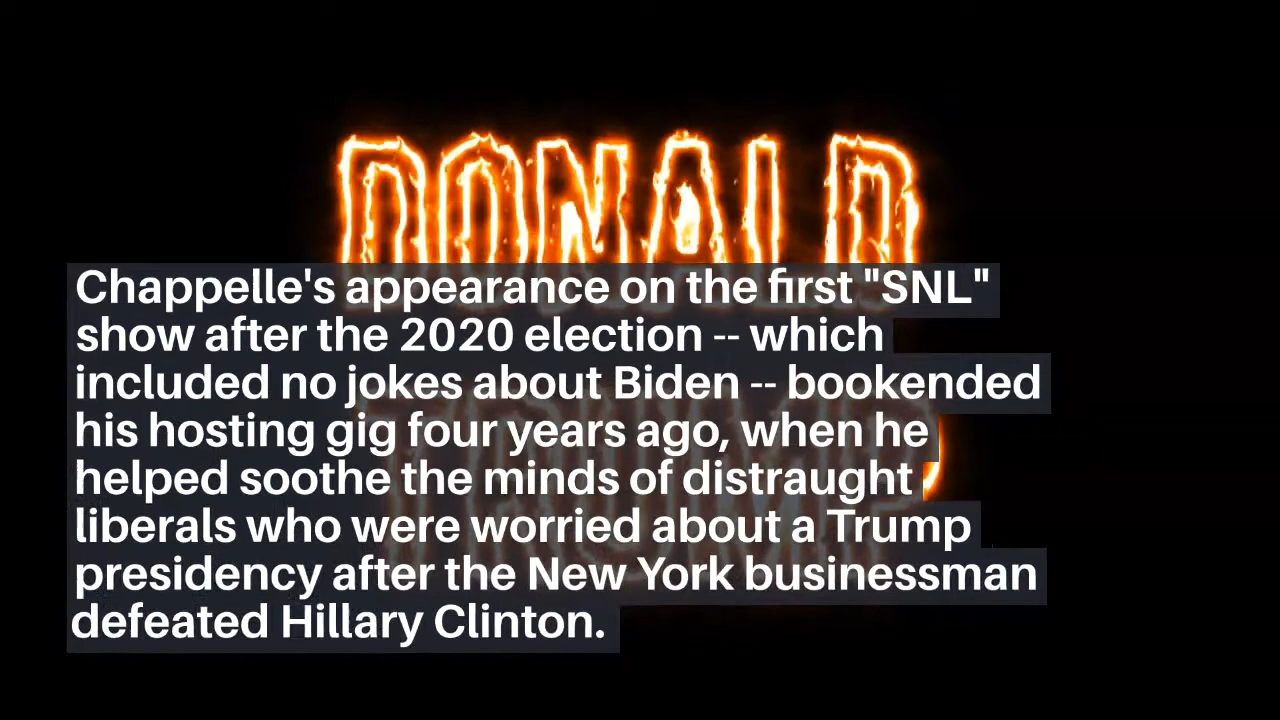 DONALD
Chappelle's appearance on the first "SNL"
show after the 2020 election -- which
included no jokes about Biden -- bookended
his hosting gig four years ago, when he
helped soothe the minds of distraught
liberals who were worried about a Trump
presidency after the New York businessman
defeated Hillary Clinton.